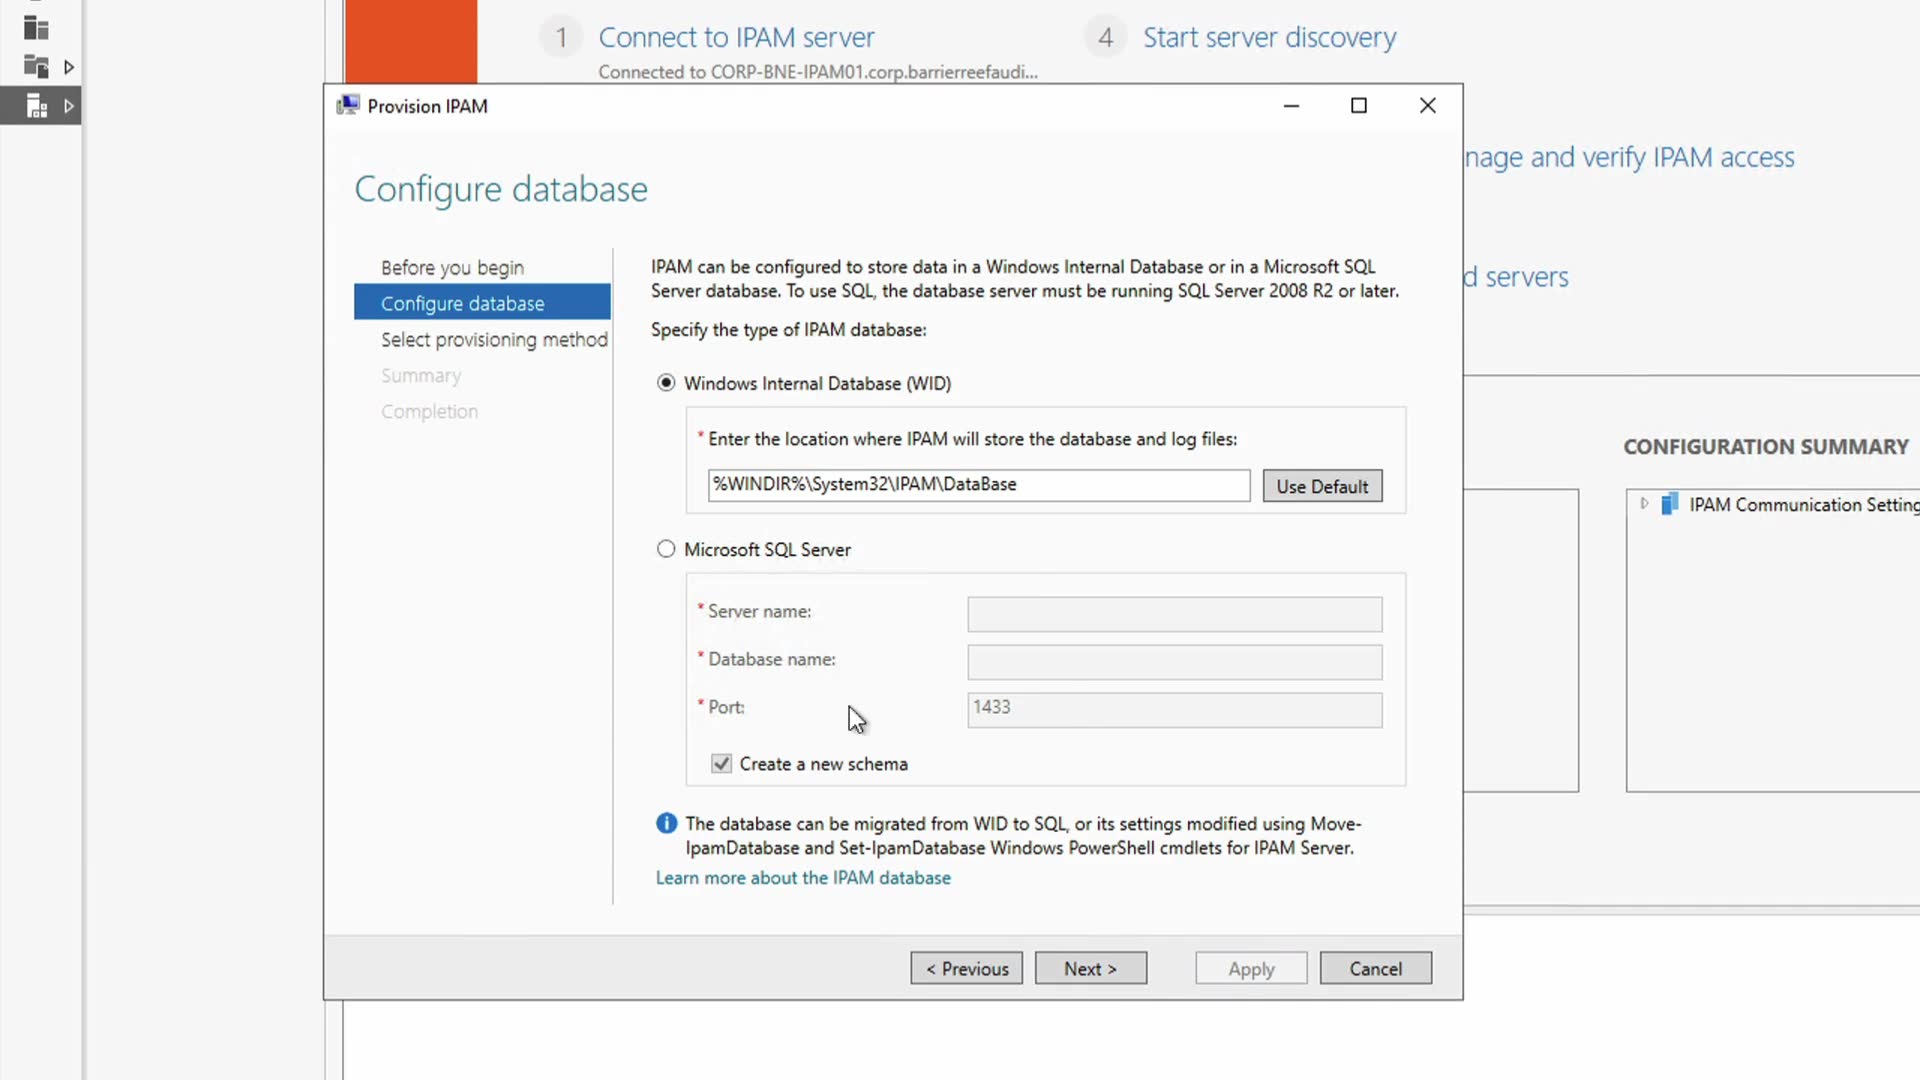 1 Connect to IPAM server
Connected to CORP-BNE-IPAM01.corp.barrierreefaudi...
4 Start server discovery
nage and verify IPAM access
d servers
Provision IPAM
Configure database
Before you begin
Configure database
Select provisioning method
Summary
Completion
IPAM can be configured to store data in a Windows Internal Database or in a Microsoft SQL
Server database. To use SQL, the database server must be running SQL Server 2008 R2 or later.
Specify the type of IPAM database:
Windows Internal Database (WID)
* Enter the location where IPAM will store the database and log files:
%WINDIR%\System32\IPAM\DataBase
Use Default
Microsoft SQL Server
* Server name:
* Database name:
* Port:
1433
Create a new schema
The database can be migrated from WID to SQL, or its settings modified using Move-
IpamDatabase and Set-IpamDatabase Windows PowerShell cmdlets for IPAM Server.
Learn more about the IPAM database
< Previous
Next >
Apply
Cancel
CONFIGURATION SUMMARY
IPAM Communication Setting